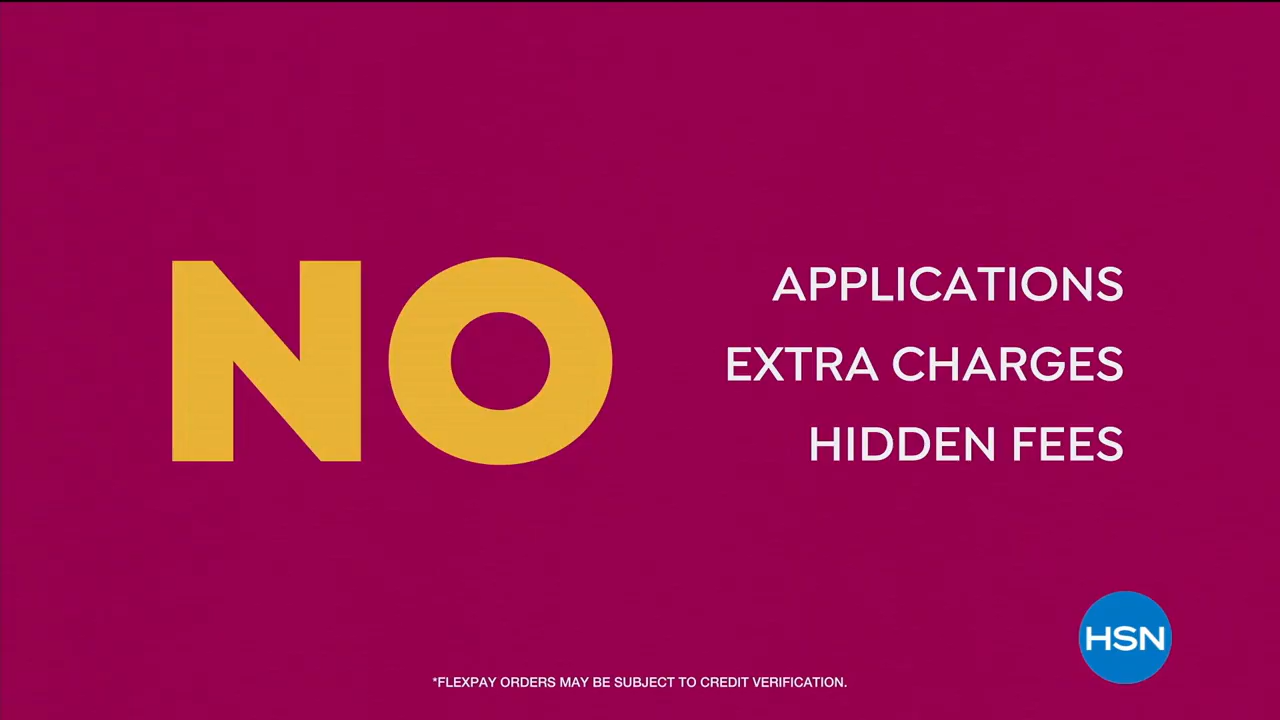 NO
APPLICATIONS
EXTRA CHARGES
HIDDEN FEES
HSN
*FLEXPAY ORDERS MAY BE SUBJECT TO CREDIT VERIFICATION.